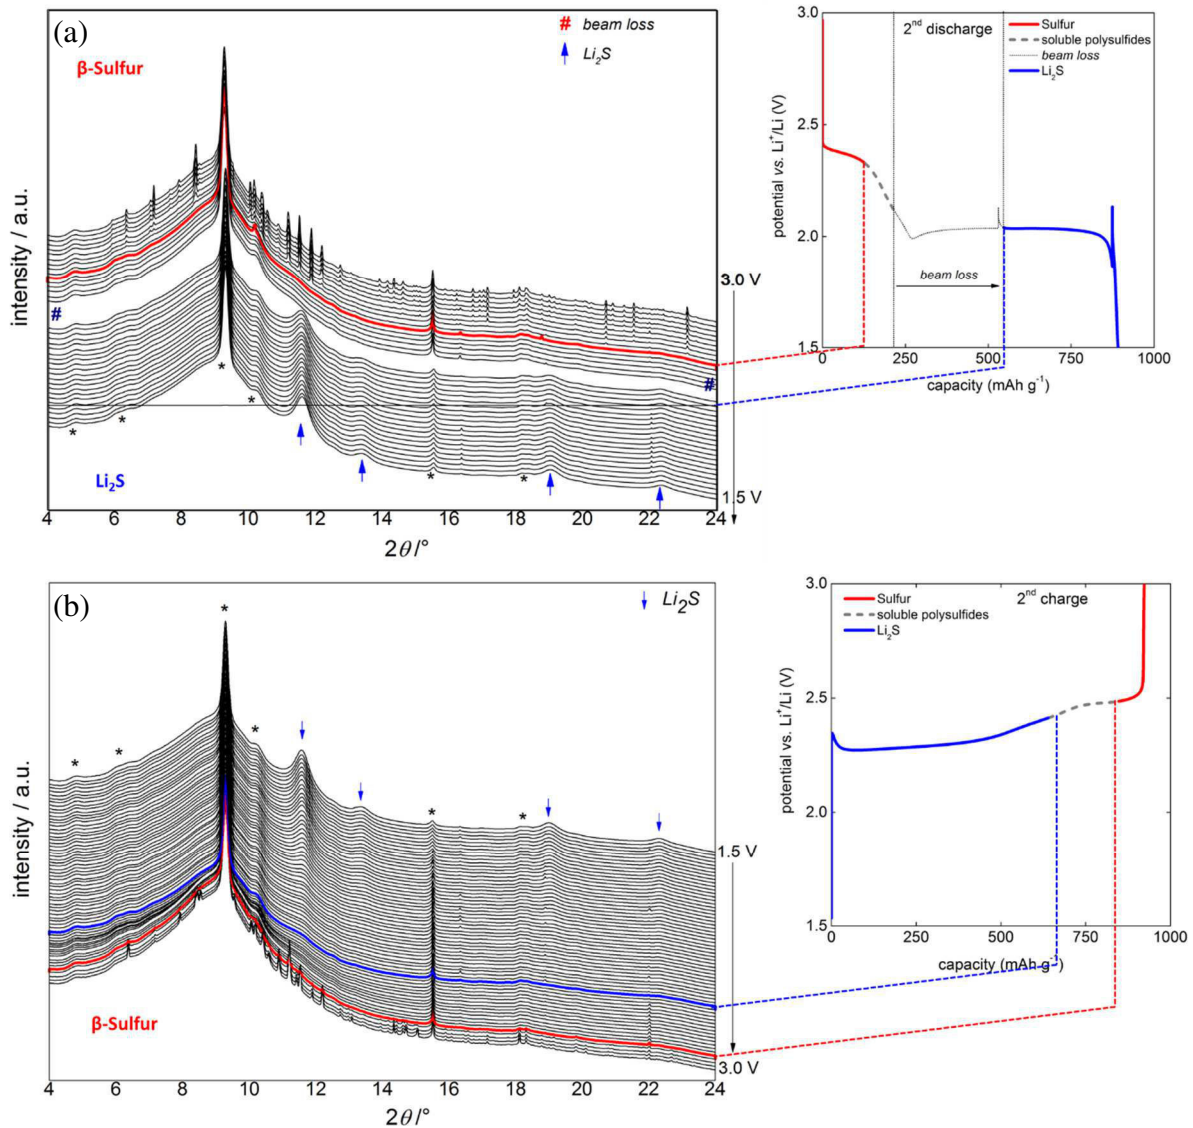 (a)
# beam loss
Li₂S
β-Sulfur
intensity / a.u.
#
#
3.0 V
1.5 V
*
*
*
*
*
*
Li₂S
4 6 8 10 12 14 16 18 20 22 24
2θ/°
2nd discharge
Sulfur
soluble polysulfides
beam loss
Li₂S
potential vs. Li⁺/Li (V)
3.0
2.5
2.0
1.5
beam loss
0 250 500 750 1000
capacity (mAh g⁻¹)
(b)
Li₂S
*
*
*
*
*
*
intensity / a.u.
1.5 V
3.0 V
β-Sulfur
4 6 8 10 12 14 16 18 20 22 24
2θ/°
Sulfur
soluble polysulfides
Li₂S
2nd charge
potential vs. Li⁺/Li (V)
3.0
2.5
2.0
1.5
0 250 500 750 1000
capacity (mAh g⁻¹)